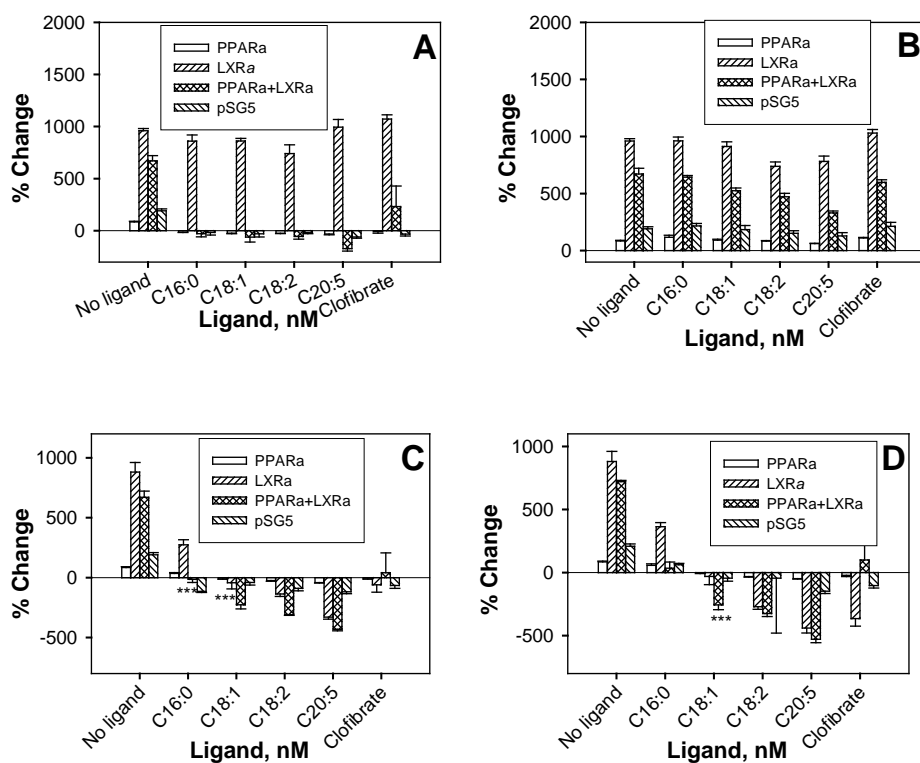 A
2000
1500
1000
500
0
% Change
PPARa
LXRa
PPARa+LXRa
pSG5
No ligand
C16:0
C18:1
C18:2
C20:5
Clofibrate
Ligand, nM
B
2000
1500
1000
500
0
% Change
PPARa
LXRa
PPARa+LXRa
pSG5
No ligand
C16:0
C18:1
C18:2
C20:5
Clofibrate
Ligand, nM
C
1000
500
0
-500
% Change
PPARa
LXRa
PPARa+LXRa
pSG5
***
***
No ligand
C16:0
C18:1
C18:2
C20:5
Clofibrate
Ligand, nM
D
1000
500
0
-500
% Change
PPARa
LXRa
PPARa+LXRa
pSG5
***
No ligand
C16:0
C18:1
C18:2
C20:5
Clofibrate
Ligand, nM